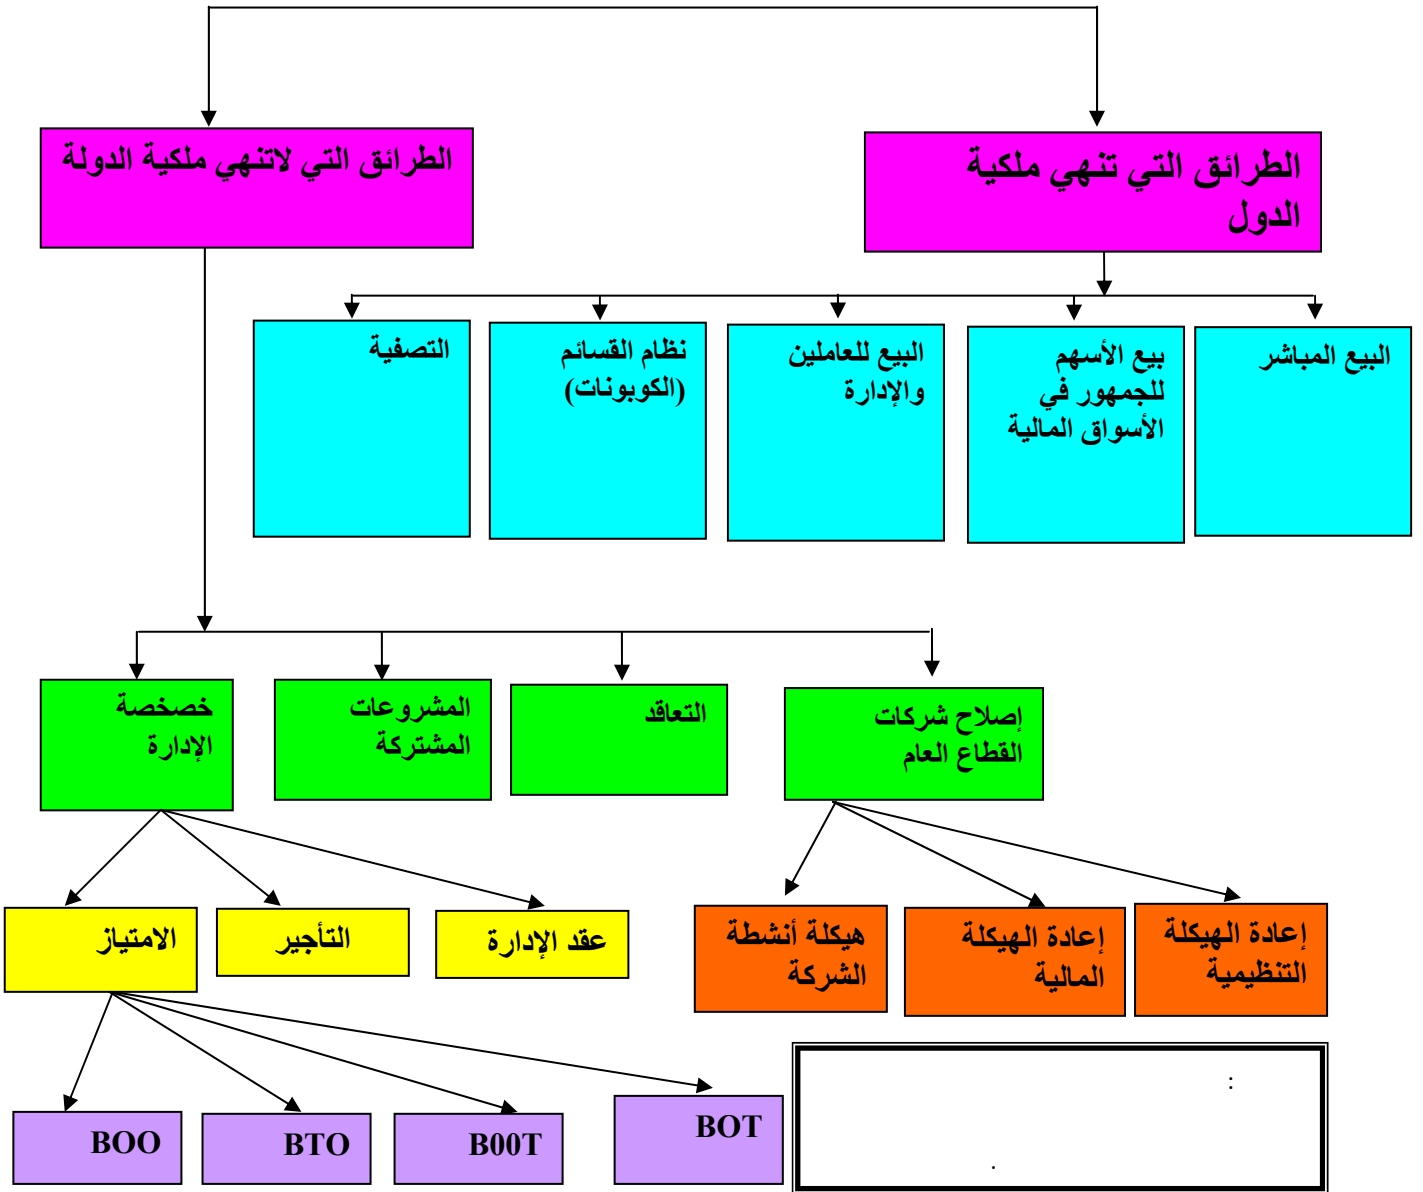 الطرائق التي تنهي ملكية
الدول
الطرائق التي لاتنهي ملكية الدولة
البيع المباشر
بيع الأسهم
للجمهور في
الأسواق المالية
البيع للعاملين
والإدارة
نظام القسائم
(الكوبونات)
التصفية
إصلاح شركات
القطاع العام
التعاقد
المشروعات
المشتركة
خصخصة
الإدارة
إعادة الهيكلة
التنظيمية
إعادة الهيكلة
المالية
هيكلة أنشطة
الشركة
عقد الإدارة
التأجير
الامتياز
BOT
B00T
BTO
BOO
:
.